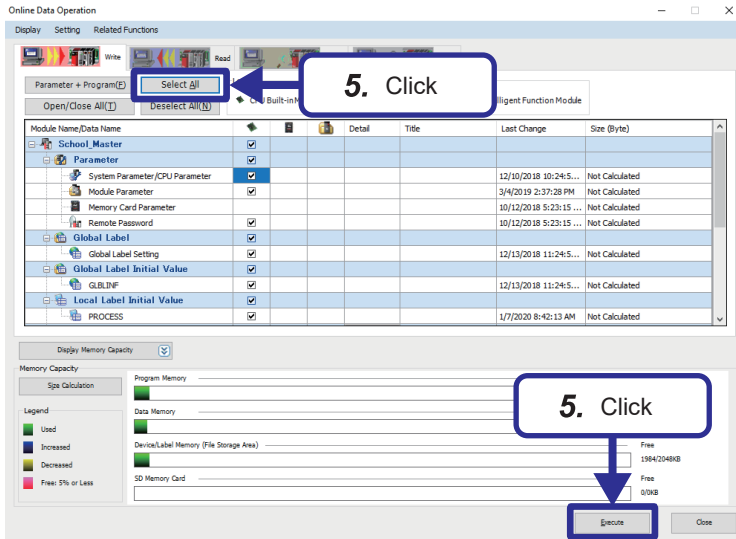 Online Data Operation
Display Setting Related Functions
Write
Read
Parameter + Program(F)
Select All
Open/Close All(T)
Deselect All(N)
5. Click
CPU Built-in M
lligent Function Module
Module Name/Data Name Detail Title Last Change Size (Byte)
School_Master
Parameter
System Parameter/CPU Parameter 12/10/2018 10:24:5... Not Calculated
Module Parameter 3/4/2019 2:37:28 PM Not Calculated
Memory Card Parameter 10/12/2018 5:23:15 ... Not Calculated
Remote Password 10/12/2018 5:23:15 ... Not Calculated
Global Label
Global Label Setting 12/13/2018 11:24:5... Not Calculated
Global Label Initial Value
GLBLINF 12/13/2018 11:24:5... Not Calculated
Local Label Initial Value
PROCESS 1/7/2020 8:42:13 AM Not Calculated
Display Memory Capacity
Memory Capacity
Size Calculation
Legend
Used
Increased
Decreased
Free: 5% or Less
Program Memory
Data Memory
Device/Label Memory (File Storage Area)
Free
1984/2048KB
SD Memory Card
Free
0/0KB
5. Click
Execute
Close